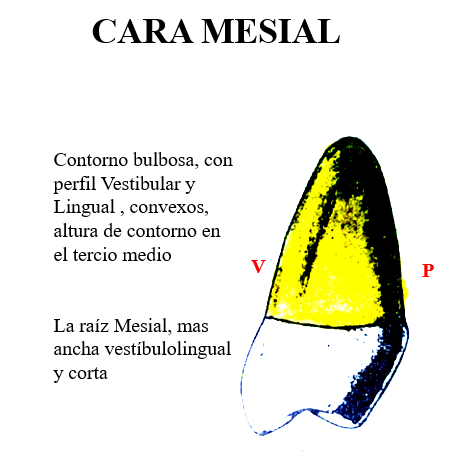 CARA MESIAL
Contorno bulbosa, con
perfil Vestibular y
Lingual , convexos,
altura de contorno en
el tercio medio
V
P
La raíz Mesial, mas
ancha vestíbulolingual
y corta